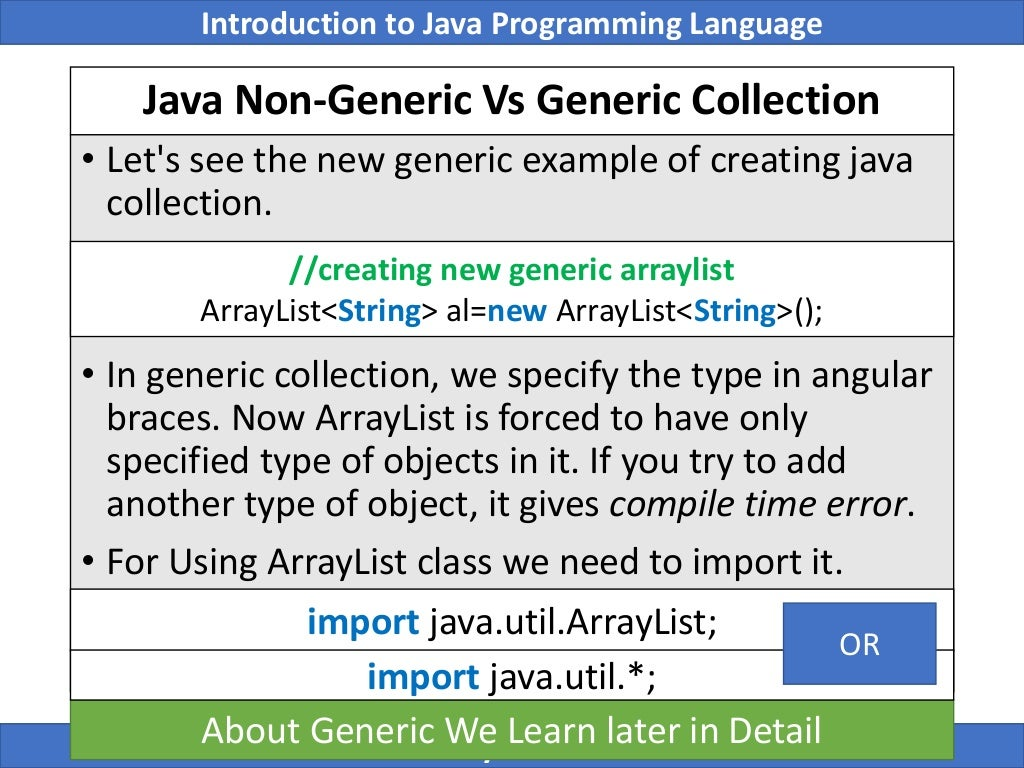 Introduction to Java Programming Language
Java Non-Generic Vs Generic Collection
• Let's see the new generic example of creating java
collection.
//creating new generic arraylist
ArrayList<String> al=new ArrayList<String>();
• In generic collection, we specify the type in angular
braces. Now ArrayList is forced to have only
specified type of objects in it. If you try to add
another type of object, it gives compile time error.
• For Using ArrayList class we need to import it.
import java.util.ArrayList;
OR
import java.util.*;
About Generic We Learn later in Detail